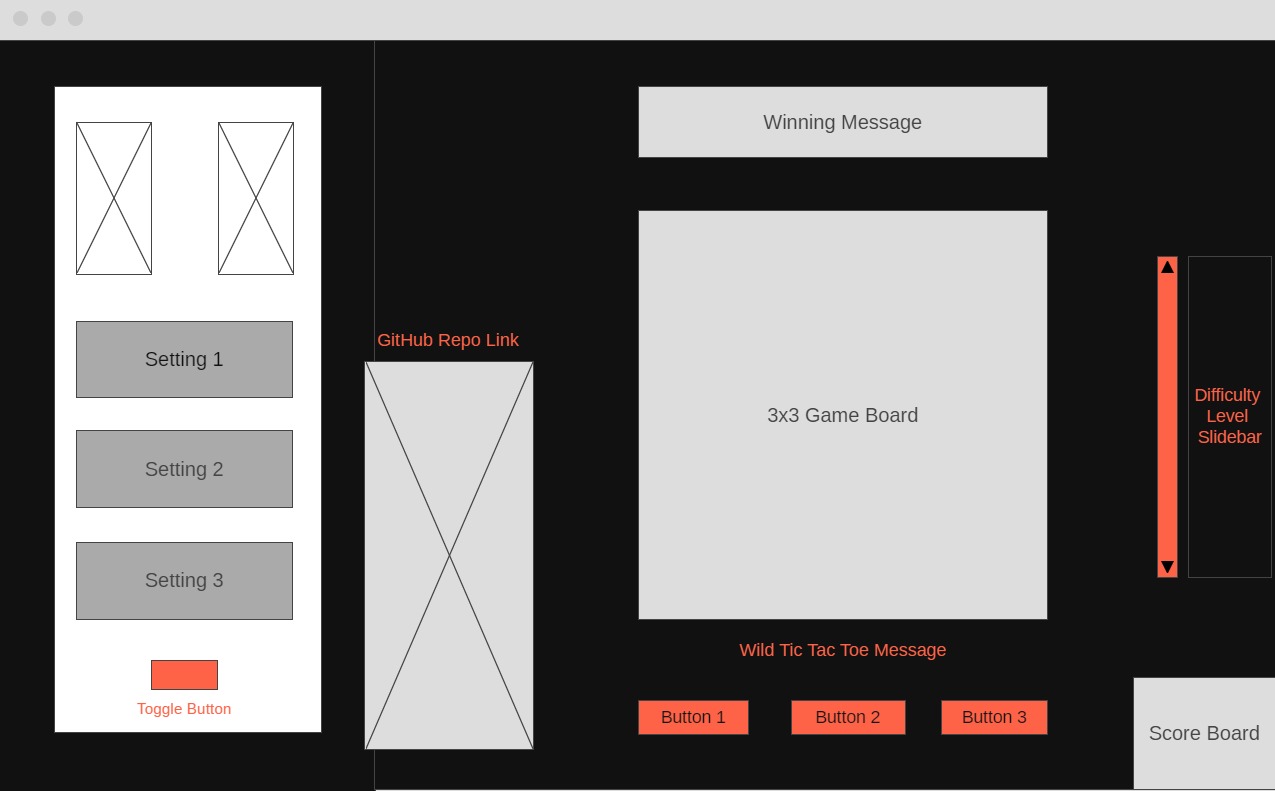 Winning Message
Setting 1
Setting 2
Setting 3
Toggle Button
GitHub Repo Link
3x3 Game Board
Wild Tic Tac Toe Message
Button 1
Button 2
Button 3
Difficulty
Level
Slidebar
Score Board